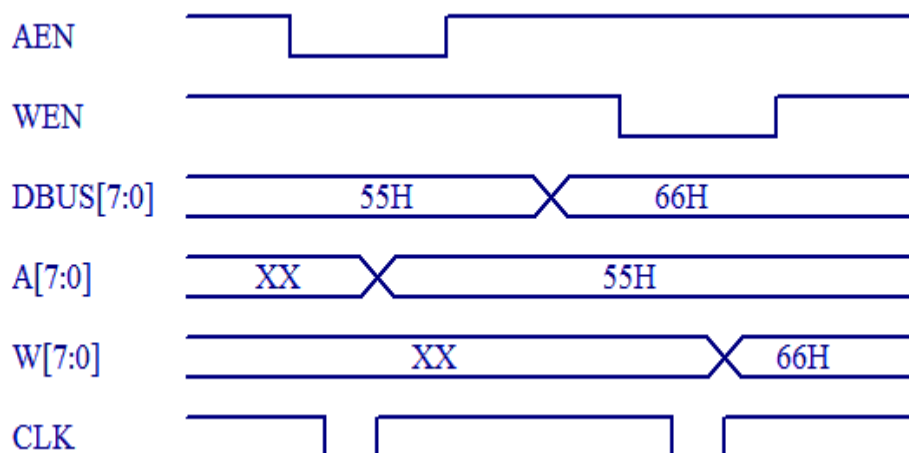 AEN
WEN
DBUS[7:0] 55H 66H
A[7:0] XX 55H
W[7:0] XX 66H
CLK